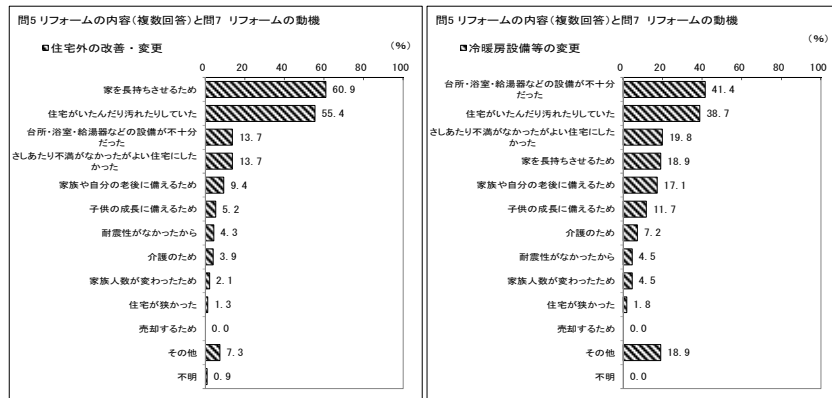 問5 リフォームの内容(複数回答)と問7 リフォームの動機
住宅外の改善・変更
(%)
0 20 40 60 80 100
家を長持ちさせるため 60.9
住宅がいたんだり汚れたりしていた 55.4
台所・浴室・給湯器などの設備が不十分
だった 13.7
さしあたり不満がなかったがよい住宅にした
かった 13.7
家族や自分の老後に備えるため 9.4
子供の成長に備えるため 5.2
耐震性がなかったから 4.3
介護のため 3.9
家族人数が変わったため 2.1
住宅が狭かった 1.3
売却するため 0.0
その他 7.3
不明 0.9
問5 リフォームの内容(複数回答)と問7 リフォームの動機
冷暖房設備等の変更
(%)
0 20 40 60 80 100
台所・浴室・給湯器などの設備が不十分
だった 41.4
住宅がいたんだり汚れたりしていた 38.7
さしあたり不満がなかったがよい住宅にした
かった 19.8
家を長持ちさせるため 18.9
家族や自分の老後に備えるため 17.1
子供の成長に備えるため 11.7
介護のため 7.2
耐震性がなかったから 4.5
家族人数が変わったため 4.5
住宅が狭かった 1.8
売却するため 0.0
その他 18.9
不明 0.0